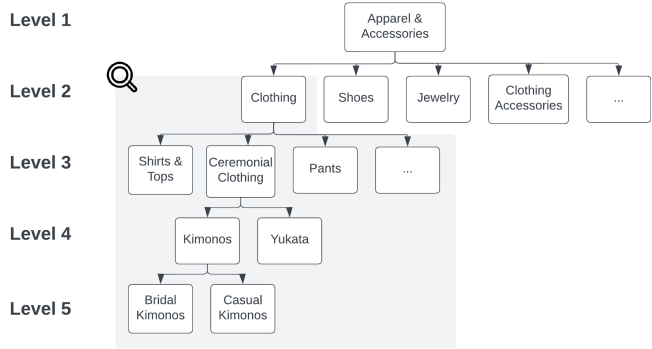 Level 1
Apparel &
Accessories
Level 2
Clothing
Shoes
Jewelry
Clothing
Accessories
...
Level 3
Shirts &
Tops
Ceremonial
Clothing
Pants
...
Level 4
Kimonos
Yukata
Level 5
Bridal
Kimonos
Casual
Kimonos